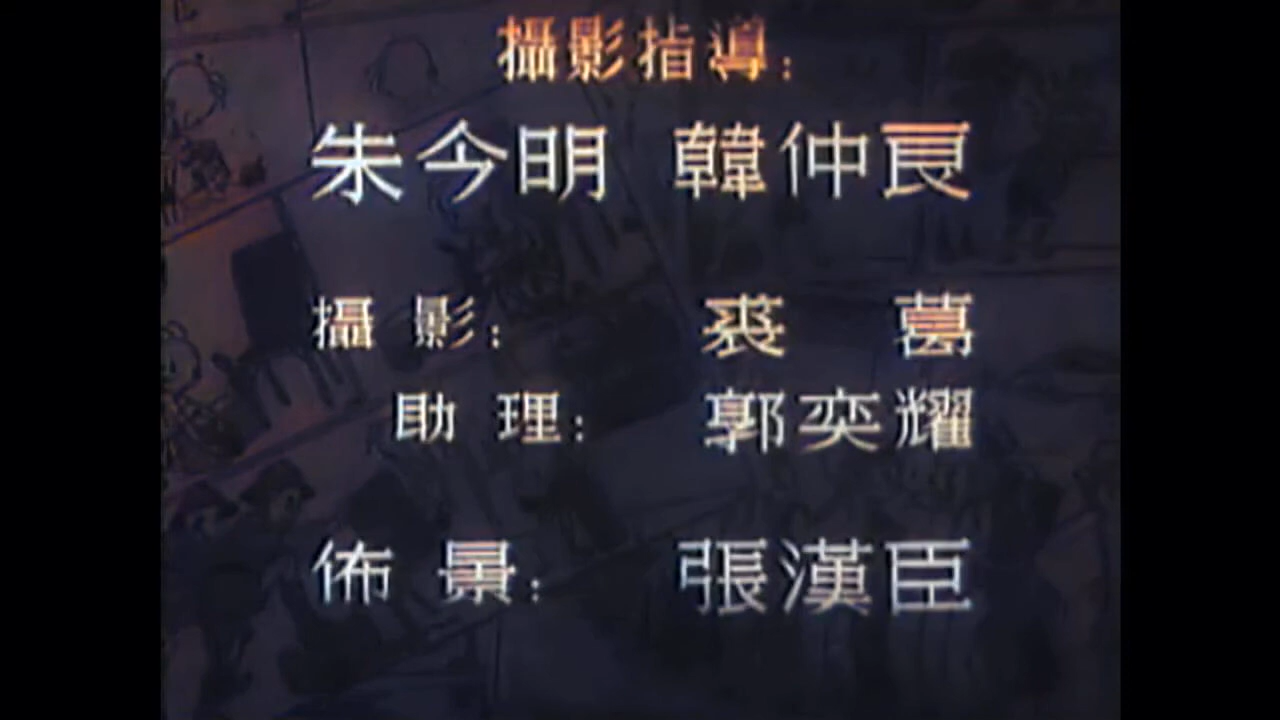 攝影指導:
朱今明 韓仲良
攝影: 裘葛
助理: 郭奕耀
佈景: 張漢臣